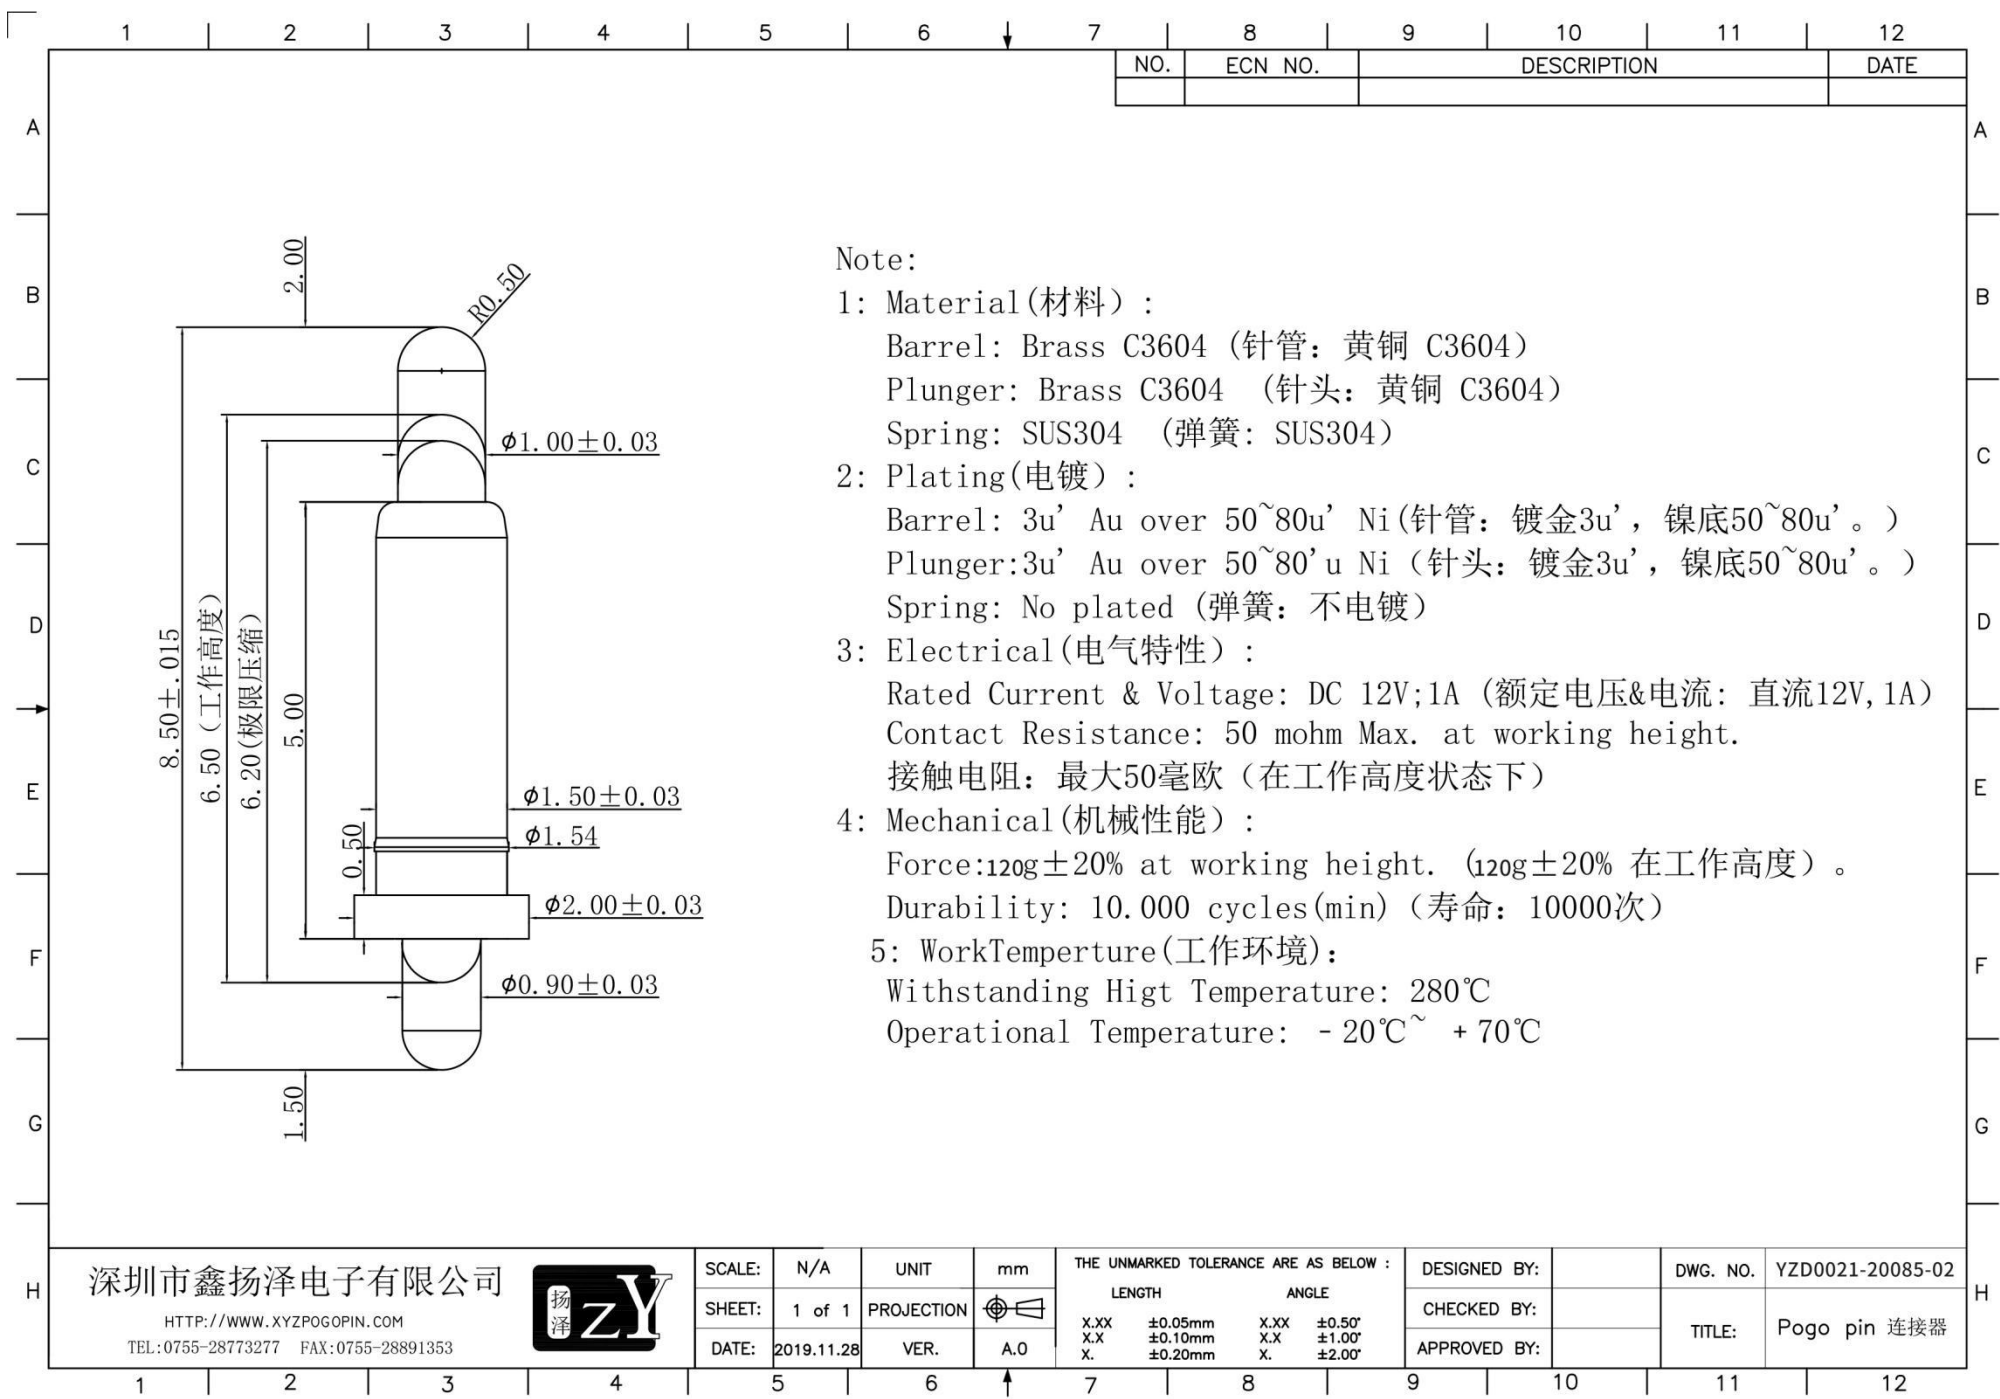 1 2 3 4 5 6 7 8 9 10 11 12
NO. ECN NO. DESCRIPTION DATE
A A
B B
C C
D D
E E
F F
G G
H H
2.00
R0.50
φ1.00±0.03
8.50±.015
6.50（工作高度）
6.20(极限压缩）
5.00
φ1.50±0.03
φ1.54
0.50
φ2.00±0.03
φ0.90±0.03
1.50
Note:
1: Material(材料）:
Barrel: Brass C3604 (针管：黄铜 C3604）
Plunger: Brass C3604 （针头：黄铜 C3604）
Spring: SUS304 （弹簧: SUS304）
2: Plating(电镀）:
Barrel: 3u' Au over 50~80u' Ni(针管：镀金3u'，镍底50~80u'。）
Plunger:3u' Au over 50~80'u Ni（针头：镀金3u'，镍底50~80u'。）
Spring: No plated (弹簧：不电镀）
3: Electrical(电气特性）:
Rated Current & Voltage: DC 12V;1A (额定电压&电流: 直流12V,1A）
Contact Resistance: 50 mohm Max. at working height.
接触电阻：最大50毫欧（在工作高度状态下）
4: Mechanical(机械性能）:
Force:120g±20% at working height. (120g±20% 在工作高度）。
Durability: 10.000 cycles(min)（寿命：10000次）
5: WorkTemperture(工作环境)：
Withstanding Higt Temperature: 280℃
Operational Temperature: －20℃~ +70℃
深圳市鑫扬泽电子有限公司
HTTP://WWW.XYZPOGOPIN.COM
TEL:0755-28773277 FAX:0755-28891353
扬泽 ZY
SCALE: N/A UNIT mm
SHEET: 1 of 1 PROJECTION
DATE: 2019.11.28 VER. A.0
THE UNMARKED TOLERANCE ARE AS BELOW :
LENGTH ANGLE
X.XX ±0.05mm X.XX ±0.50°
X.X ±0.10mm X.X ±1.00°
X. ±0.20mm X. ±2.00°
DESIGNED BY:
CHECKED BY:
APPROVED BY:
DWG. NO. YZD0021-20085-02
TITLE: Pogo pin 连接器
1 2 3 4 5 6 7 8 9 10 11 12